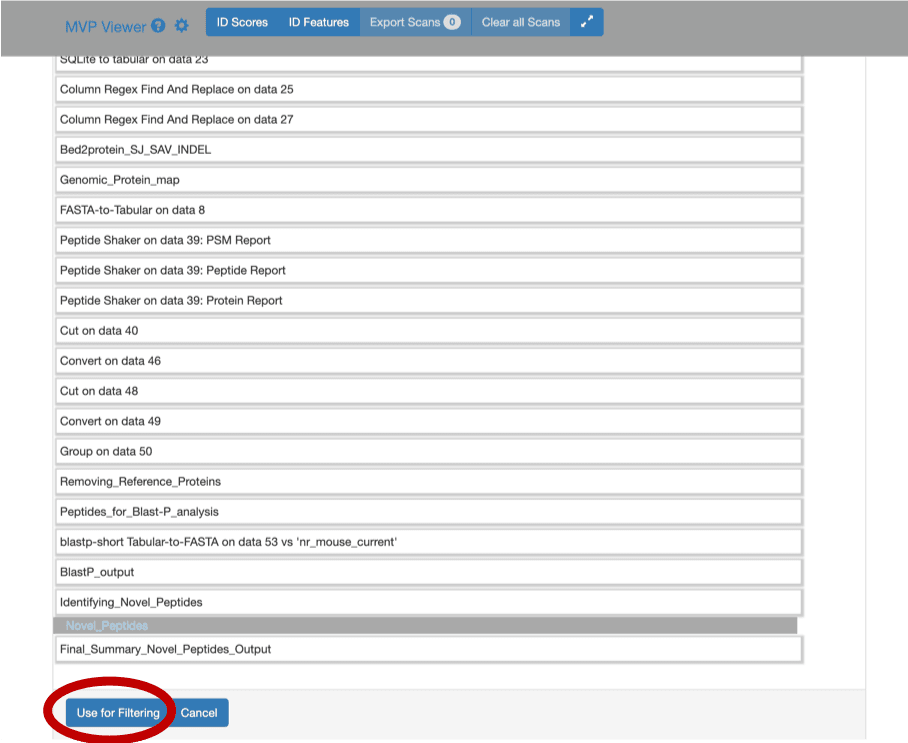 MVP Viewer ?
ID Scores ID Features Export Scans 0 Clear all Scans
SQLite to tabular on data 23
Column Regex Find And Replace on data 25
Column Regex Find And Replace on data 27
Bed2protein_SJ_SAV_INDEL
Genomic_Protein_map
FASTA-to-Tabular on data 8
Peptide Shaker on data 39: PSM Report
Peptide Shaker on data 39: Peptide Report
Peptide Shaker on data 39: Protein Report
Cut on data 40
Convert on data 46
Cut on data 48
Convert on data 49
Group on data 50
Removing_Reference_Proteins
Peptides_for_Blast-P_analysis
blastp-short Tabular-to-FASTA on data 53 vs 'nr_mouse_current'
BlastP_output
Identifying_Novel_Peptides
Novel_Peptides
Final_Summary_Novel_Peptides_Output
Use for Filtering Cancel